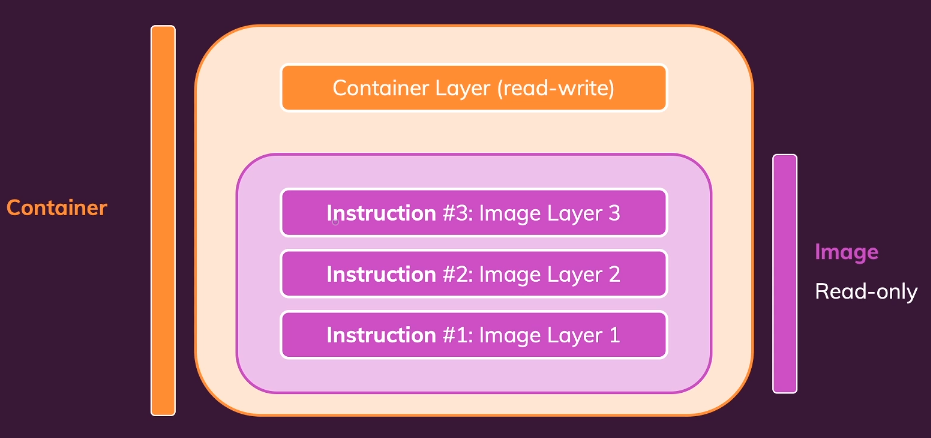 Container Layer (read-write)
Instruction #3: Image Layer 3
Container
Instruction #2: Image Layer 2
Image
Read-only
Instruction #1: Image Layer 1